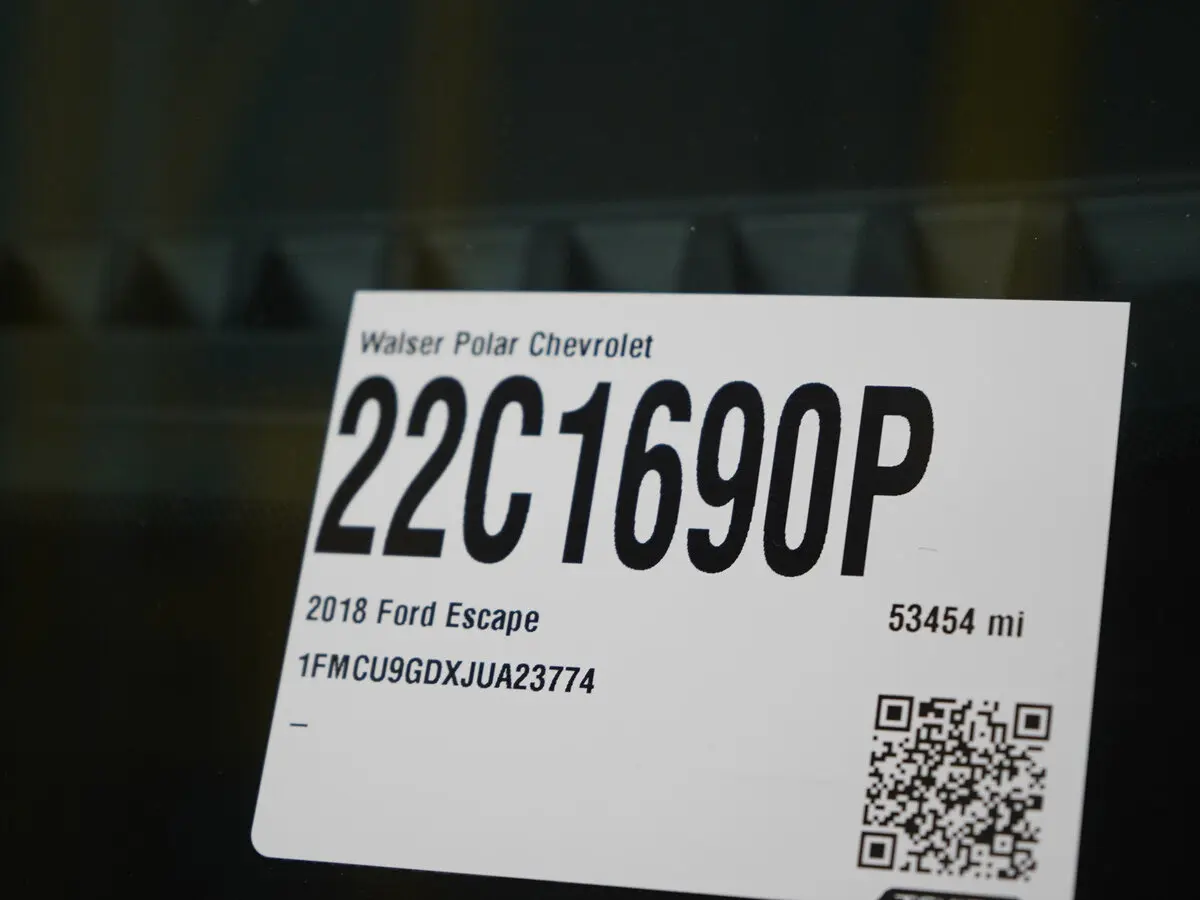 Walser Polar Chevrolet
22C1690P
2018 Ford Escape
53454 mi
1FMCU9GDXJUA23774
–